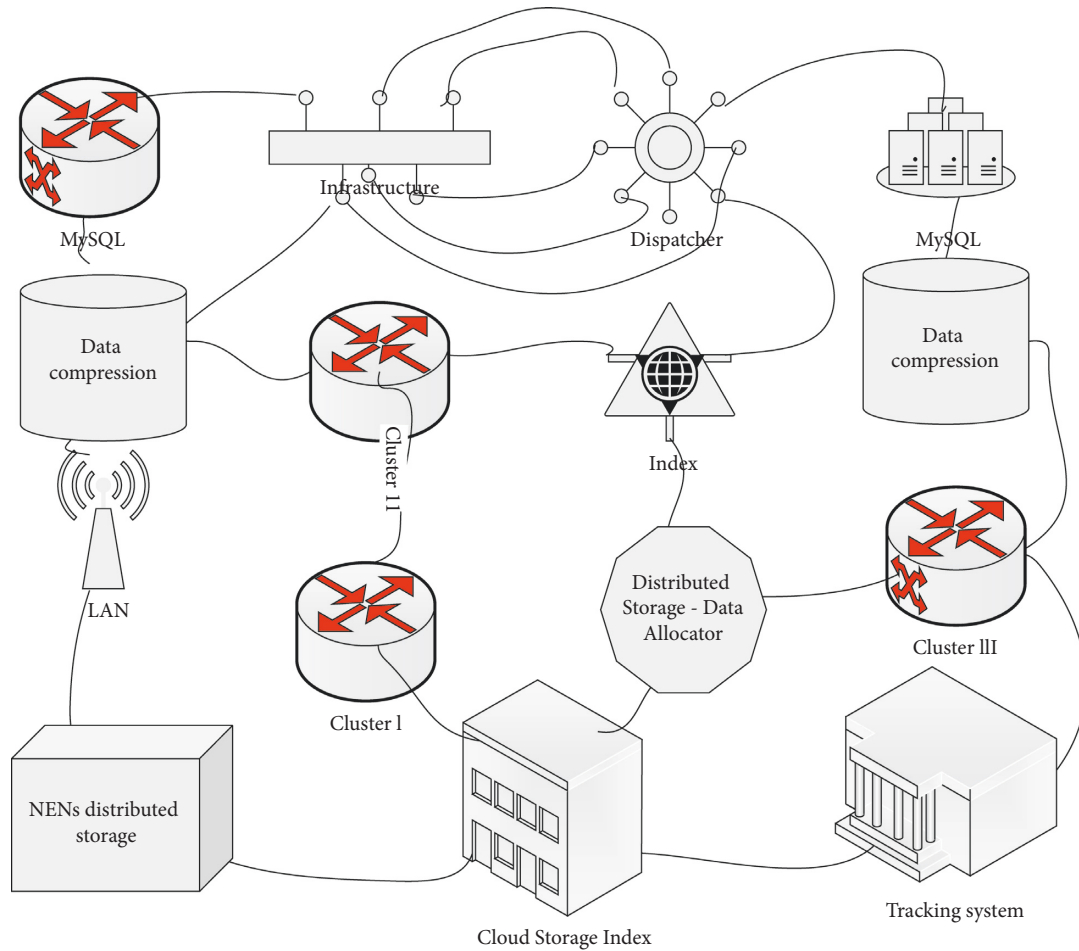 Infrastructure
MySQL
Dispatcher
MySQL
Data
compression
Data
compression
Cluster 11
Index
LAN
Distributed
Storage - Data
Allocator
Cluster llI
Cluster l
NENs distributed
storage
Tracking system
Cloud Storage Index